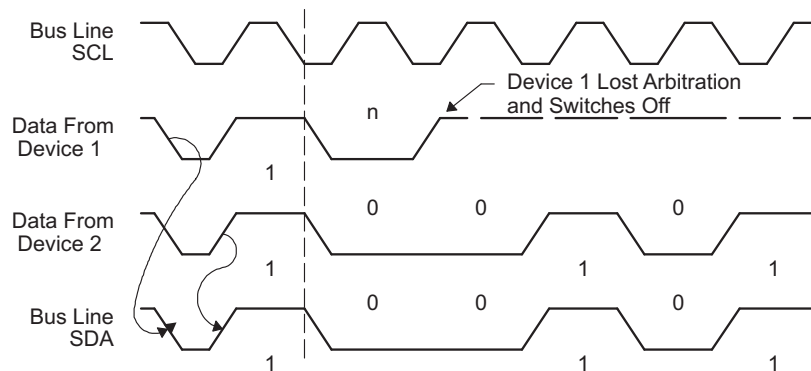 Bus Line
SCL
Device 1 Lost Arbitration
and Switches Off
n
Data From
Device 1
1
0 0 0
Data From
Device 2
1 1 1
0 0 0
Bus Line
SDA
1 1 1